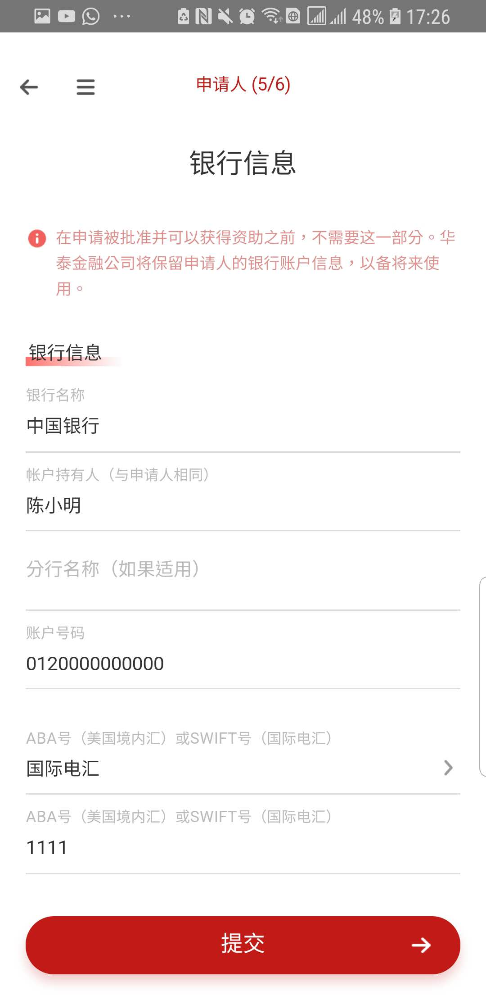 48% 17:26
申请人 (5/6)
银行信息
在申请被批准并可以获得资助之前，不需要这一部分。华
泰金融公司将保留申请人的银行账户信息，以备将来使
用。
银行信息
银行名称
中国银行
帐户持有人（与申请人相同）
陈小明
分行名称（如果适用）
账户号码
0120000000000
ABA号（美国境内汇）或SWIFT号（国际电汇）
国际电汇
ABA号（美国境内汇）或SWIFT号（国际电汇）
1111
提交